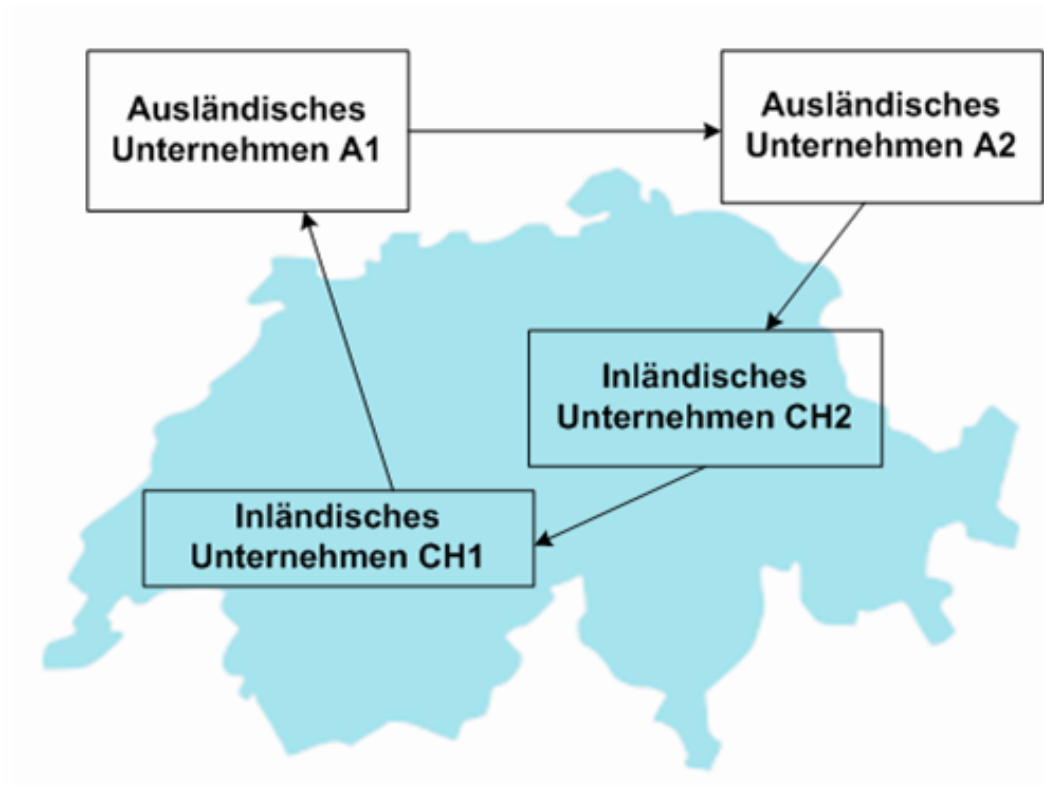 Ausländisches
Unternehmen A1
Ausländisches
Unternehmen A2
Inländisches
Unternehmen CH2
Inländisches
Unternehmen CH1